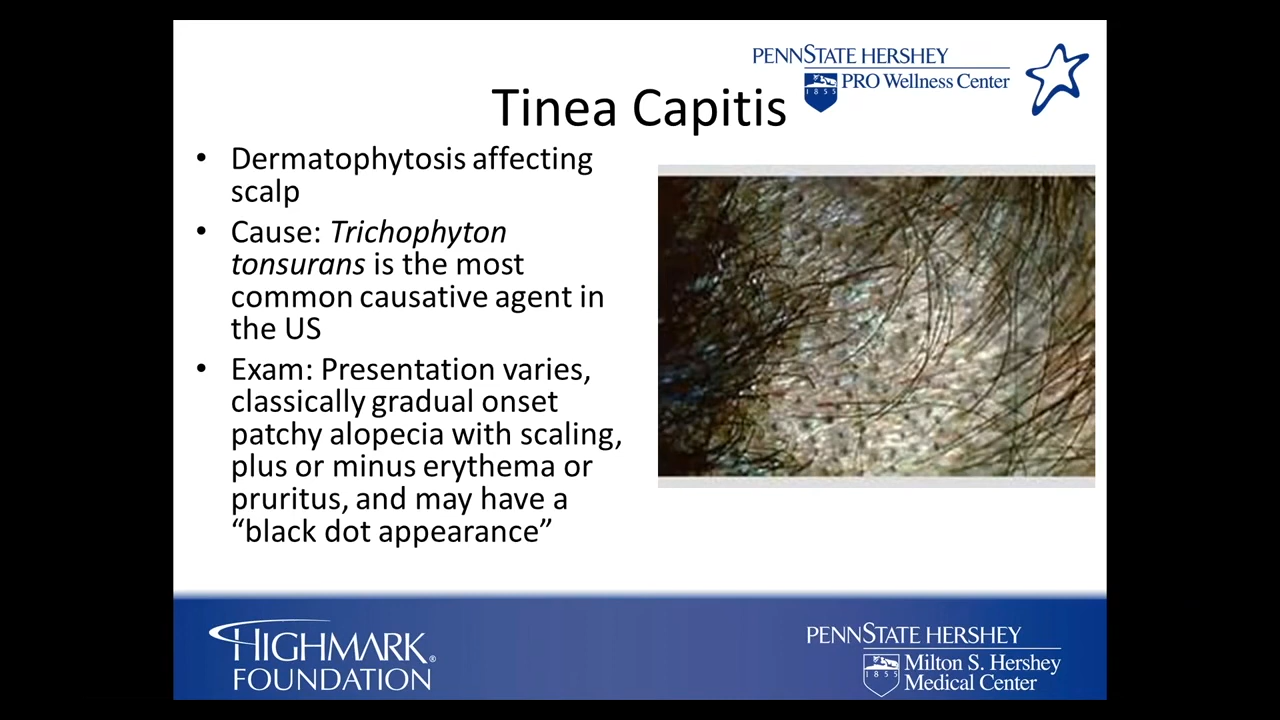 PENNSTATE HERSHEY
1855
PRO Wellness Center
Tinea Capitis
• Dermatophytosis affecting
scalp
• Cause: Trichophyton
tonsurans is the most
common causative agent in
the US
• Exam: Presentation varies,
classically gradual onset
patchy alopecia with scaling,
plus or minus erythema or
pruritus, and may have a
“black dot appearance”
HIGHMARK®
FOUNDATION
PENNSTATE HERSHEY
1855
Milton S. Hershey
Medical Center